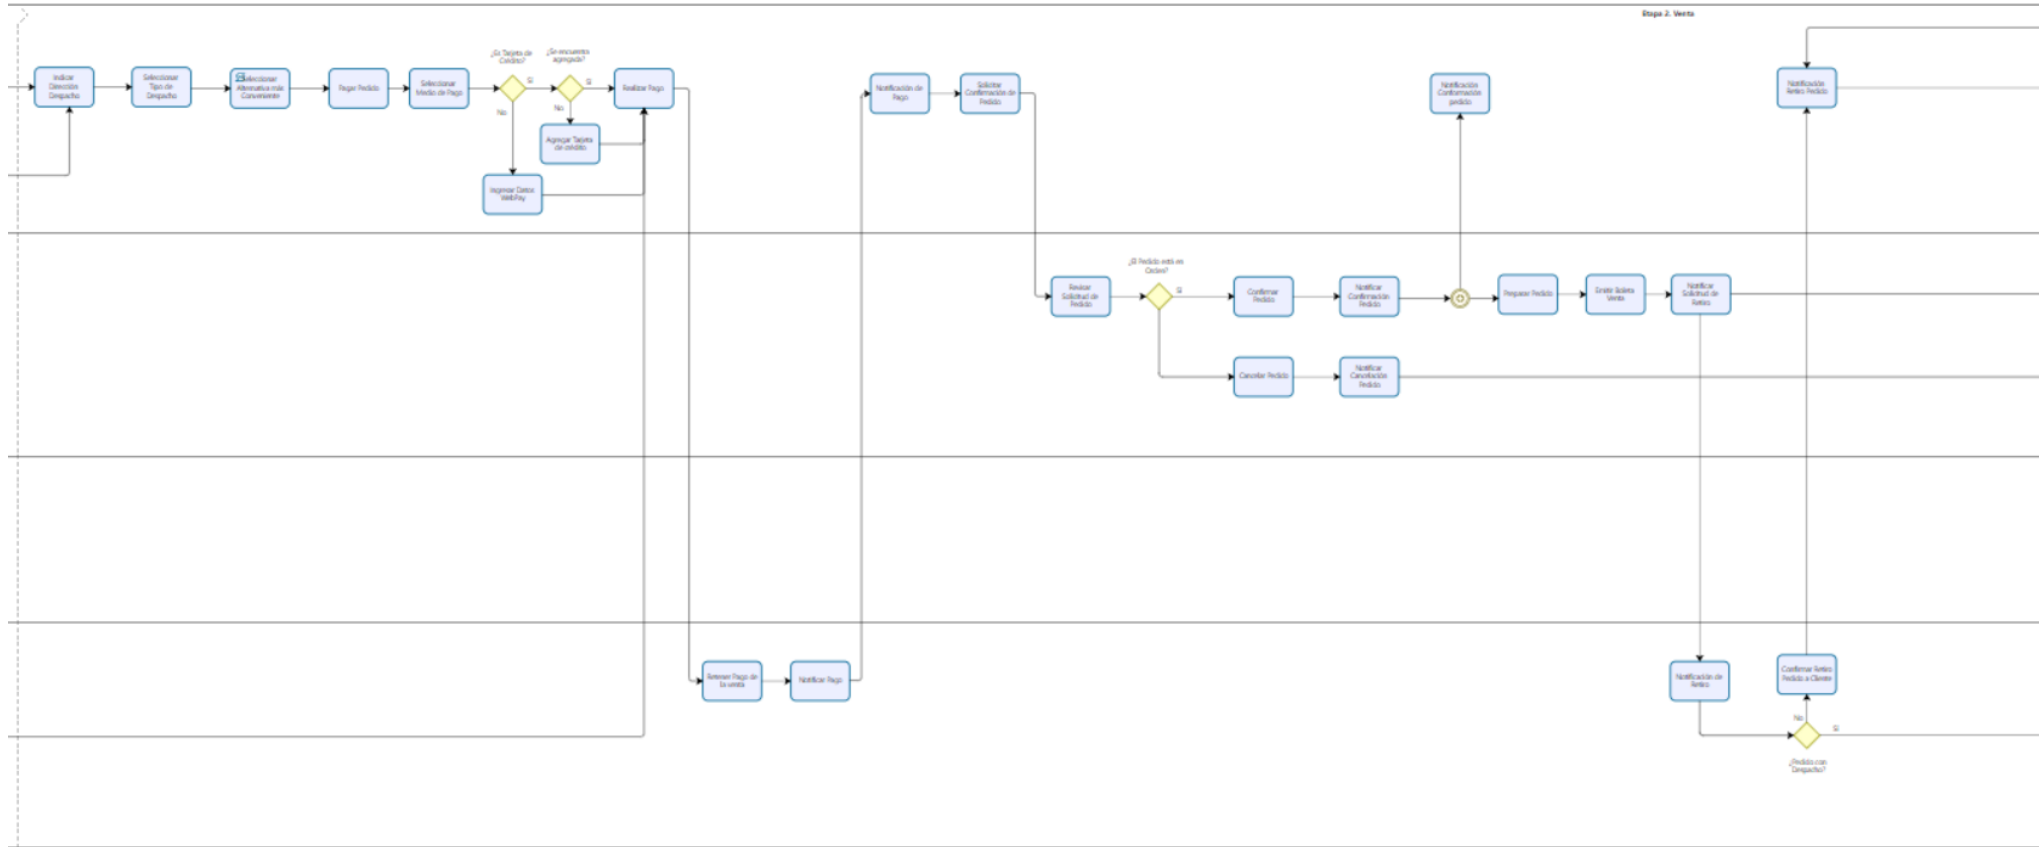 Etapa 2. Venta
Indicar
Dirección
Despacho
Seleccionar
Tipo de
Despacho
Seleccionar
Alternativa más
Conveniente
Pagar Pedido
Seleccionar
Medio de Pago
¿Es Tarjeta de
Crédito?
Si
No
¿Se encuentra
agregada?
Si
No
Realizar Pago
Agregar Tarjeta
de crédito
Ingresar Datos
WebPay
Notificación de
Pago
Solicitar
Confirmación de
Pedido
Notificación
Conformación
pedido
Notificación
Retiro Pedido
Revisar
Solicitud de
Pedido
¿El Pedido está en
Orden?
Si
Confirmar
Pedido
Notificar
Confirmación
Pedido
Preparar Pedido
Emitir Boleta
Venta
Notificar
Solicitud de
Retiro
Cancelar Pedido
Notificar
Cancelación
Pedido
Retener Pago de
la venta
Notificar Pago
Notificación de
Retiro
Confirmar Retiro
Pedido a Cliente
No
Si
¿Pedido con
Despacho?